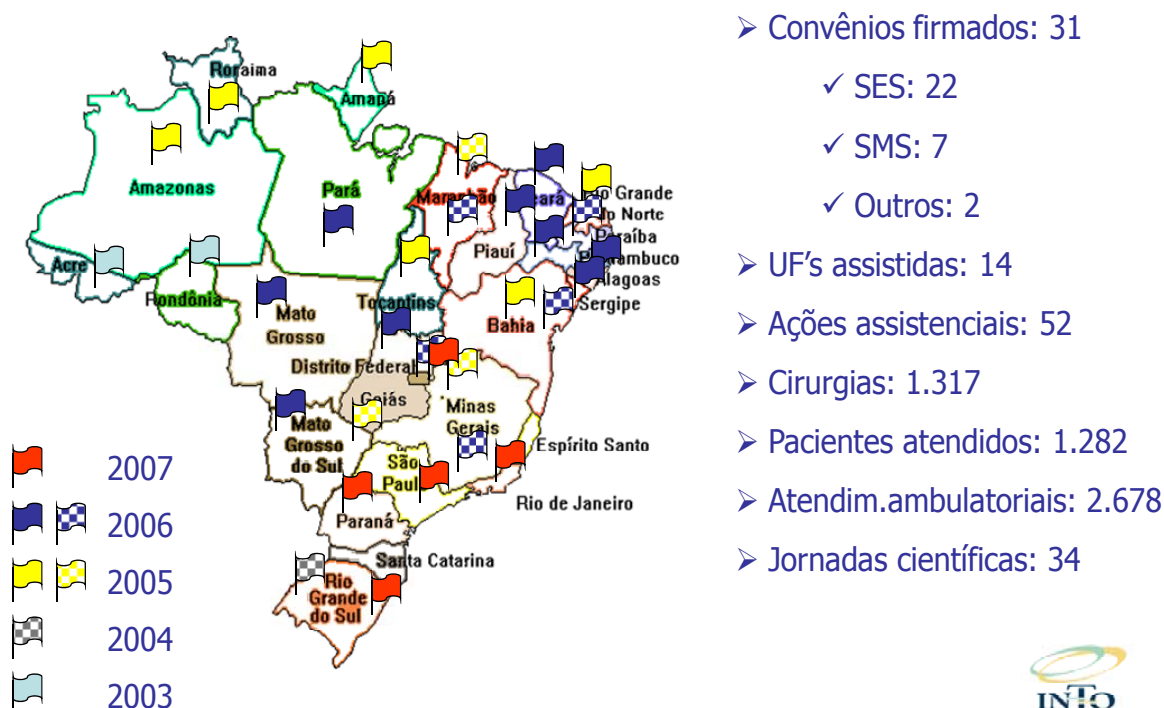 Roraima
Amapá
Amazonas
Pará
Maranhão
Ceará
Rio Grande
do Norte
Paraíba
Pernambuco
Alagoas
Sergipe
Piauí
Acre
Rondônia
Tocantins
Bahia
Mato
Grosso
Distrito Federal
Goiás
Minas
Gerais
Mato
Grosso
do Sul
Espírito Santo
São
Paul
Rio de Janeiro
Paraná
Santa Catarina
Rio
Grande
do Sul
2007
2006
2005
2004
2003
Convênios firmados: 31
SES: 22
SMS: 7
Outros: 2
UF’s assistidas: 14
Ações assistenciais: 52
Cirurgias: 1.317
Pacientes atendidos: 1.282
Atendim.ambulatoriais: 2.678
Jornadas científicas: 34
INTO